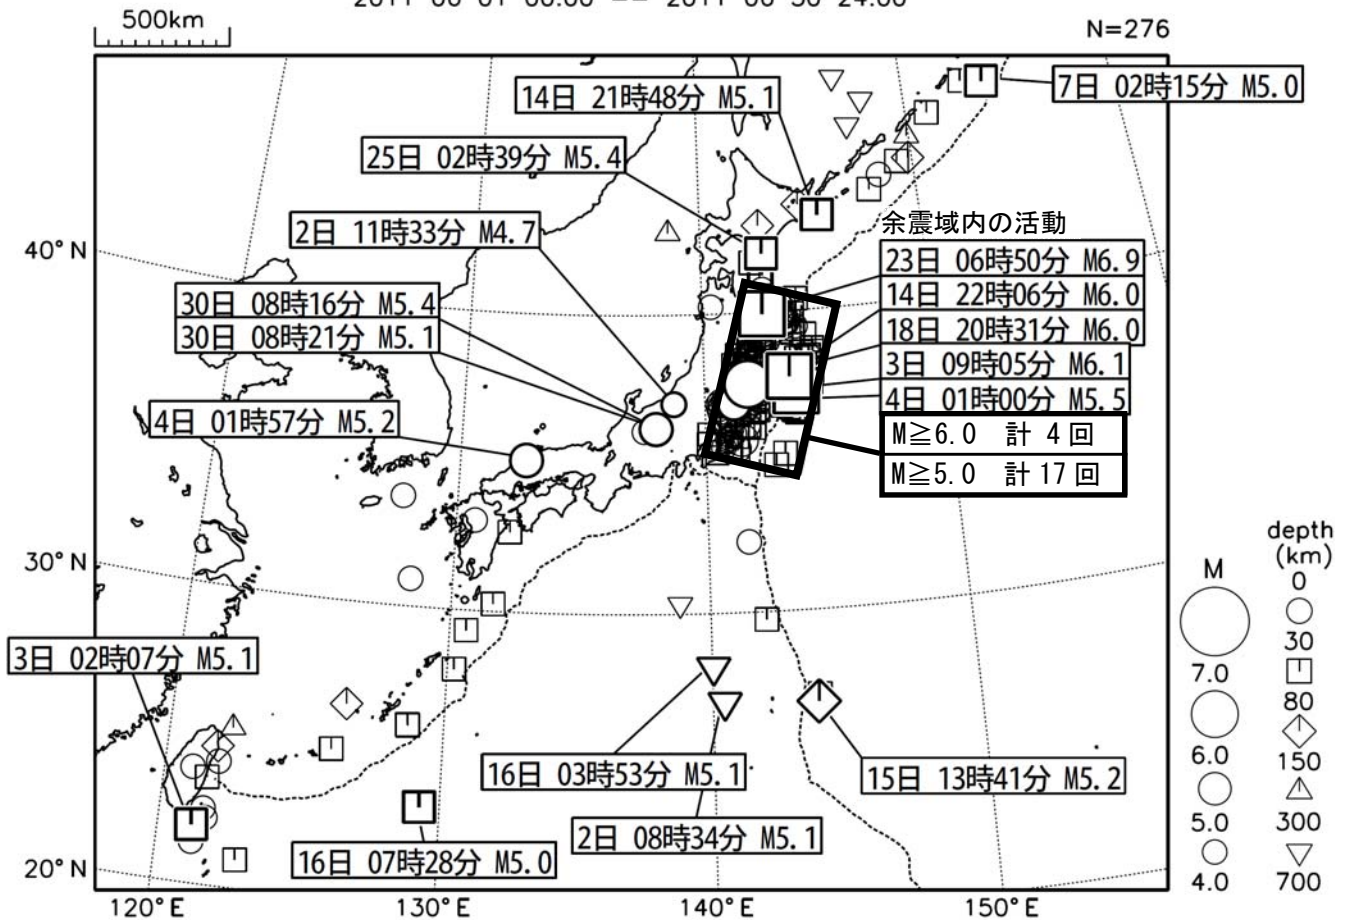 500km
N=276
14日 21時48分 M5.1
7日 02時15分 M5.0
25日 02時39分 M5.4
2日 11時33分 M4.7
余震域内の活動
40°N
23日 06時50分 M6.9
14日 22時06分 M6.0
30日 08時16分 M5.4
18日 20時31分 M6.0
30日 08時21分 M5.1
3日 09時05分 M6.1
4日 01時00分 M5.5
4日 01時57分 M5.2
M≧6.0 計 4回
M≧5.0 計 17回
30°N
3日 02時07分 M5.1
16日 03時53分 M5.1
15日 13時41分 M5.2
2日 08時34分 M5.1
16日 07時28分 M5.0
20°N
120°E
130°E
140°E
150°E
M
7.0
6.0
5.0
4.0
depth
(km)
0
30
80
150
300
700